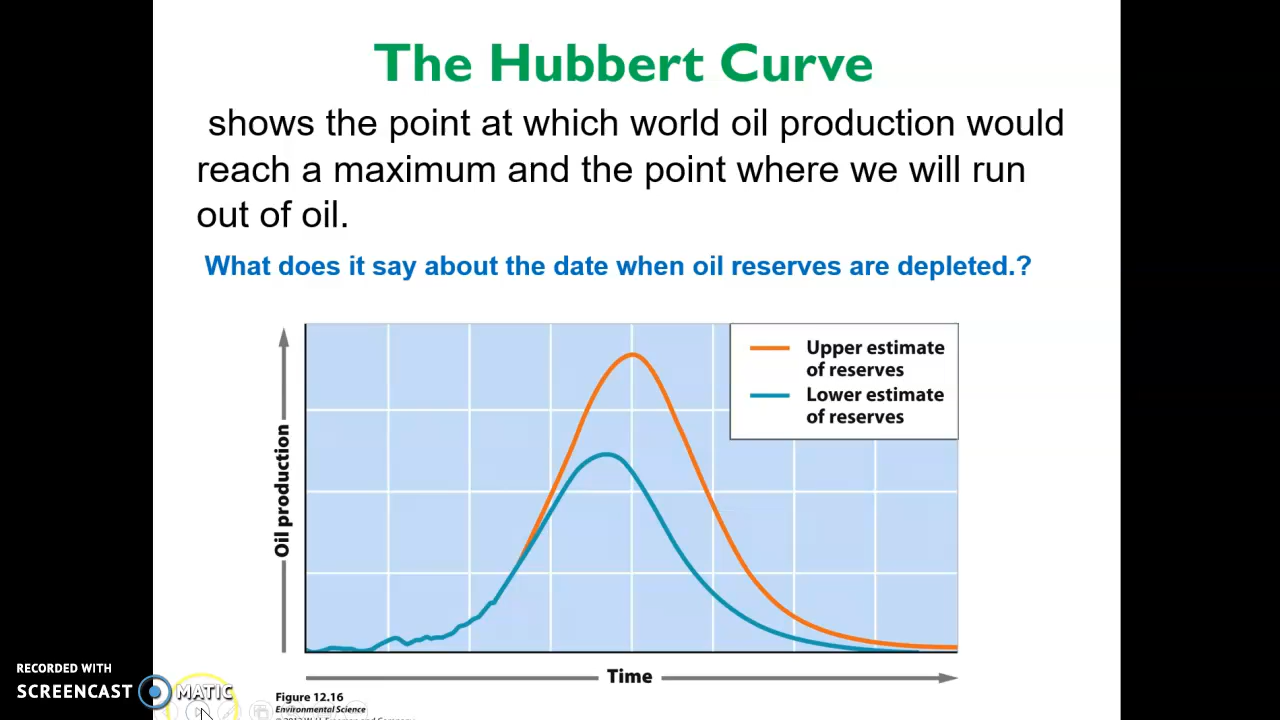 The Hubbert Curve
shows the point at which world oil production would
reach a maximum and the point where we will run
out of oil.
What does it say about the date when oil reserves are depleted.?
Upper estimate
of reserves
Lower estimate
of reserves
Oil production
Time
RECORDED WITH
SCREENCAST MATIC
Figure 12.16
Environmental Science